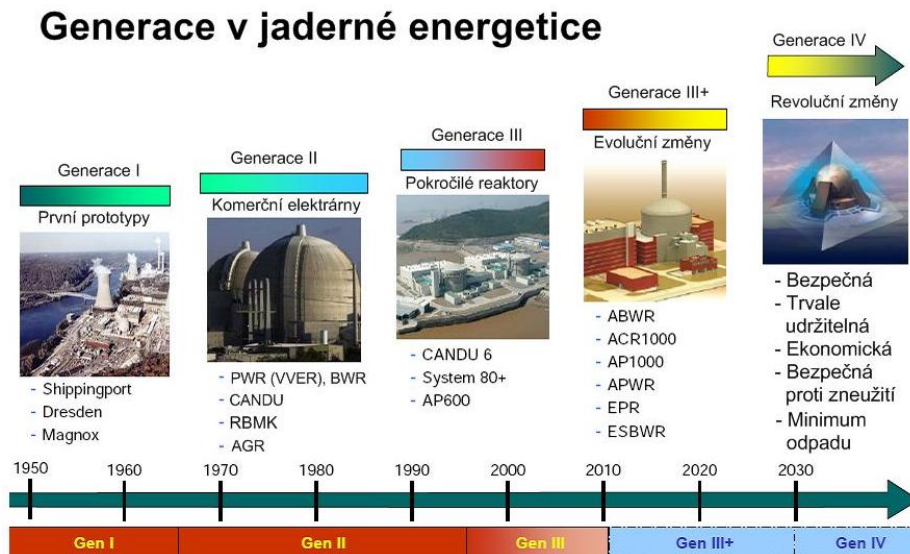 Generace v jaderné energetice
Generace I
První prototypy
- Shippingport
- Dresden
- Magnox
Generace II
Komerční elektrárny
- PWR (VVER), BWR
- CANDU
- RBMK
- AGR
Generace III
Pokročilé reaktory
- CANDU 6
- System 80+
- AP600
Generace III+
Evoluční změny
- ABWR
- ACR1000
- AP1000
- APWR
- EPR
- ESBWR
Generace IV
Revoluční změny
- Bezpečná
- Trvale
udržitelná
- Ekonomická
- Bezpečná
proti zneužití
- Minimum
odpadu
1950 1960 1970 1980 1990 2000 2010 2020 2030
Gen I Gen II Gen III Gen III+ Gen IV